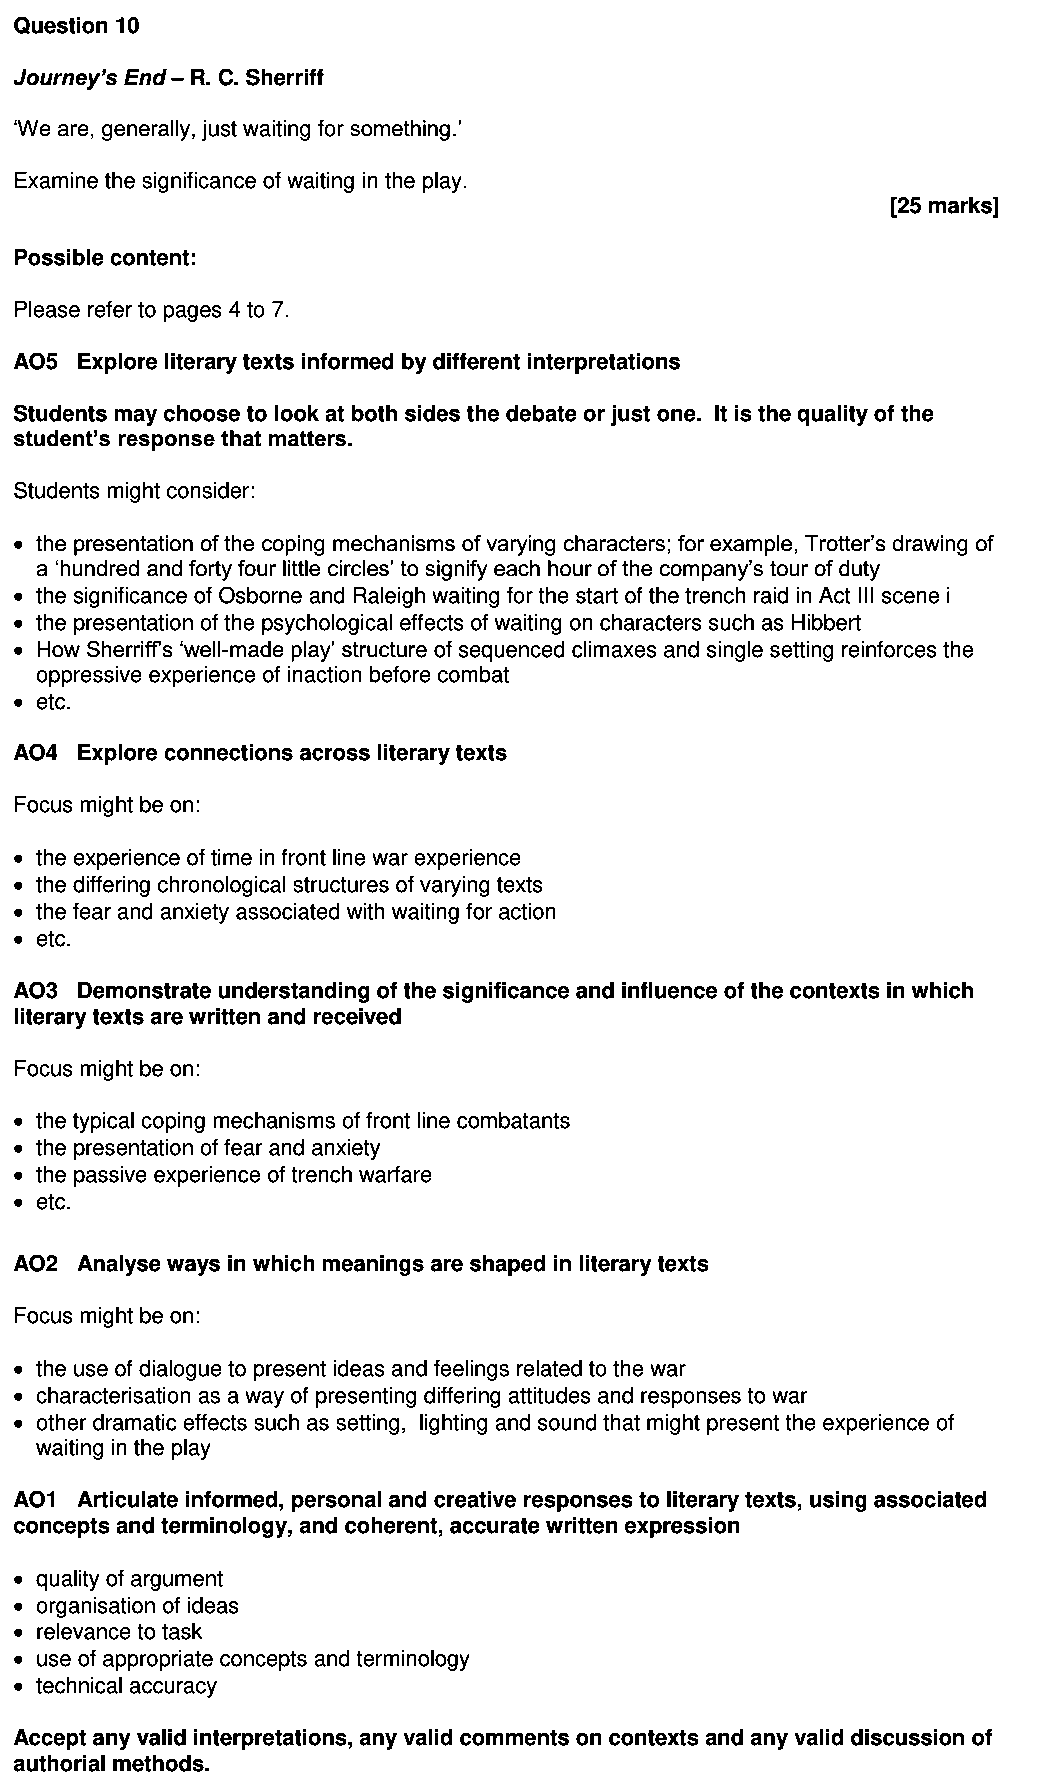 Question 10
Journey's End – R. C. Sherriff
‘We are, generally, just waiting for something.’
Examine the significance of waiting in the play.
[25 marks]
Possible content:
Please refer to pages 4 to 7.
AO5 Explore literary texts informed by different interpretations
Students may choose to look at both sides the debate or just one. It is the quality of the
student's response that matters.
Students might consider:
• the presentation of the coping mechanisms of varying characters; for example, Trotter's drawing of
a ‘hundred and forty four little circles’ to signify each hour of the company's tour of duty
• the significance of Osborne and Raleigh waiting for the start of the trench raid in Act III scene i
• the presentation of the psychological effects of waiting on characters such as Hibbert
• How Sherriff's ‘well-made play’ structure of sequenced climaxes and single setting reinforces the
oppressive experience of inaction before combat
• etc.
AO4 Explore connections across literary texts
Focus might be on:
• the experience of time in front line war experience
• the differing chronological structures of varying texts
• the fear and anxiety associated with waiting for action
• etc.
AO3 Demonstrate understanding of the significance and influence of the contexts in which
literary texts are written and received
Focus might be on:
• the typical coping mechanisms of front line combatants
• the presentation of fear and anxiety
• the passive experience of trench warfare
• etc.
AO2 Analyse ways in which meanings are shaped in literary texts
Focus might be on:
• the use of dialogue to present ideas and feelings related to the war
• characterisation as a way of presenting differing attitudes and responses to war
• other dramatic effects such as setting, lighting and sound that might present the experience of
waiting in the play
AO1 Articulate informed, personal and creative responses to literary texts, using associated
concepts and terminology, and coherent, accurate written expression
• quality of argument
• organisation of ideas
• relevance to task
• use of appropriate concepts and terminology
• technical accuracy
Accept any valid interpretations, any valid comments on contexts and any valid discussion of
authorial methods.